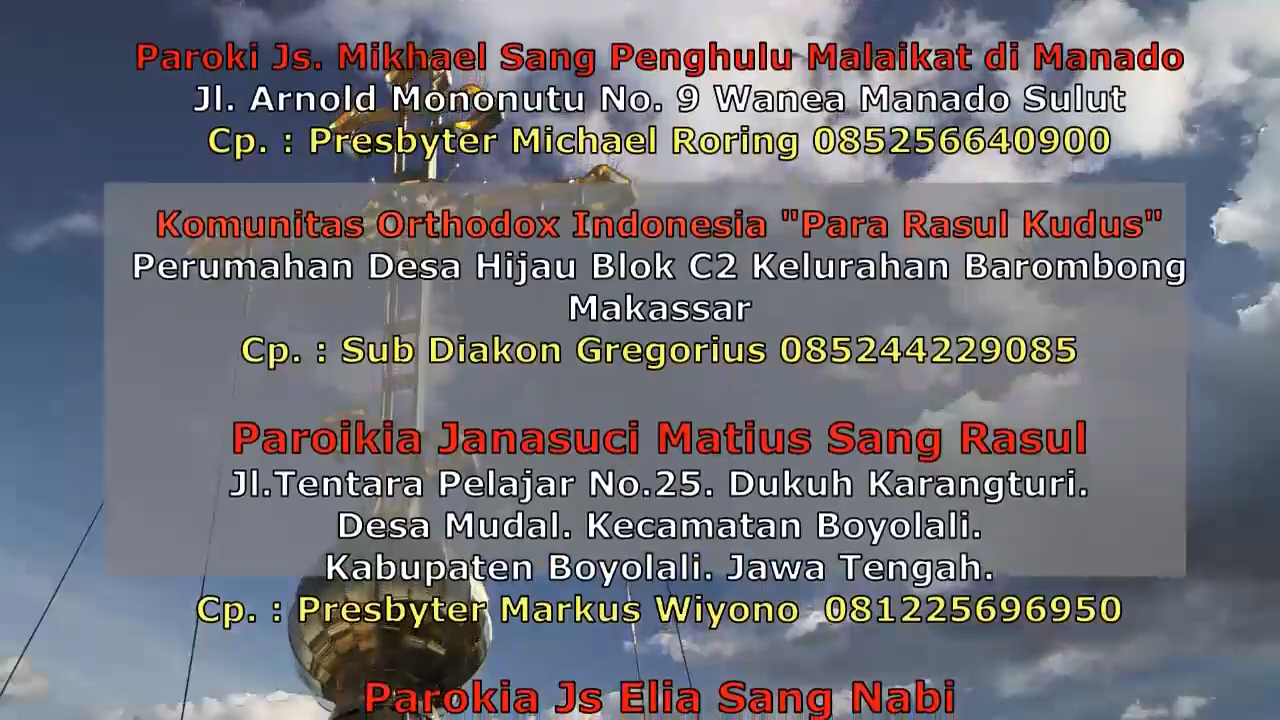 Paroki Js. Mikhael Sang Penghulu Malaikat di Manado
Jl. Arnold Mononutu No. 9 Wanea Manado Sulut
Cp. : Presbyter Michael Roring 085256640900
Komunitas Orthodox Indonesia "Para Rasul Kudus"
Perumahan Desa Hijau Blok C2 Kelurahan Barombong
Makassar
Cp. : Sub Diakon Gregorius 085244229085
Paroikia Janasuci Matius Sang Rasul
Jl.Tentara Pelajar No.25. Dukuh Karangturi.
Desa Mudal. Kecamatan Boyolali.
Kabupaten Boyolali. Jawa Tengah.
Cp. : Presbyter Markus Wiyono  081225696950
Parokia Js Elia Sang Nabi